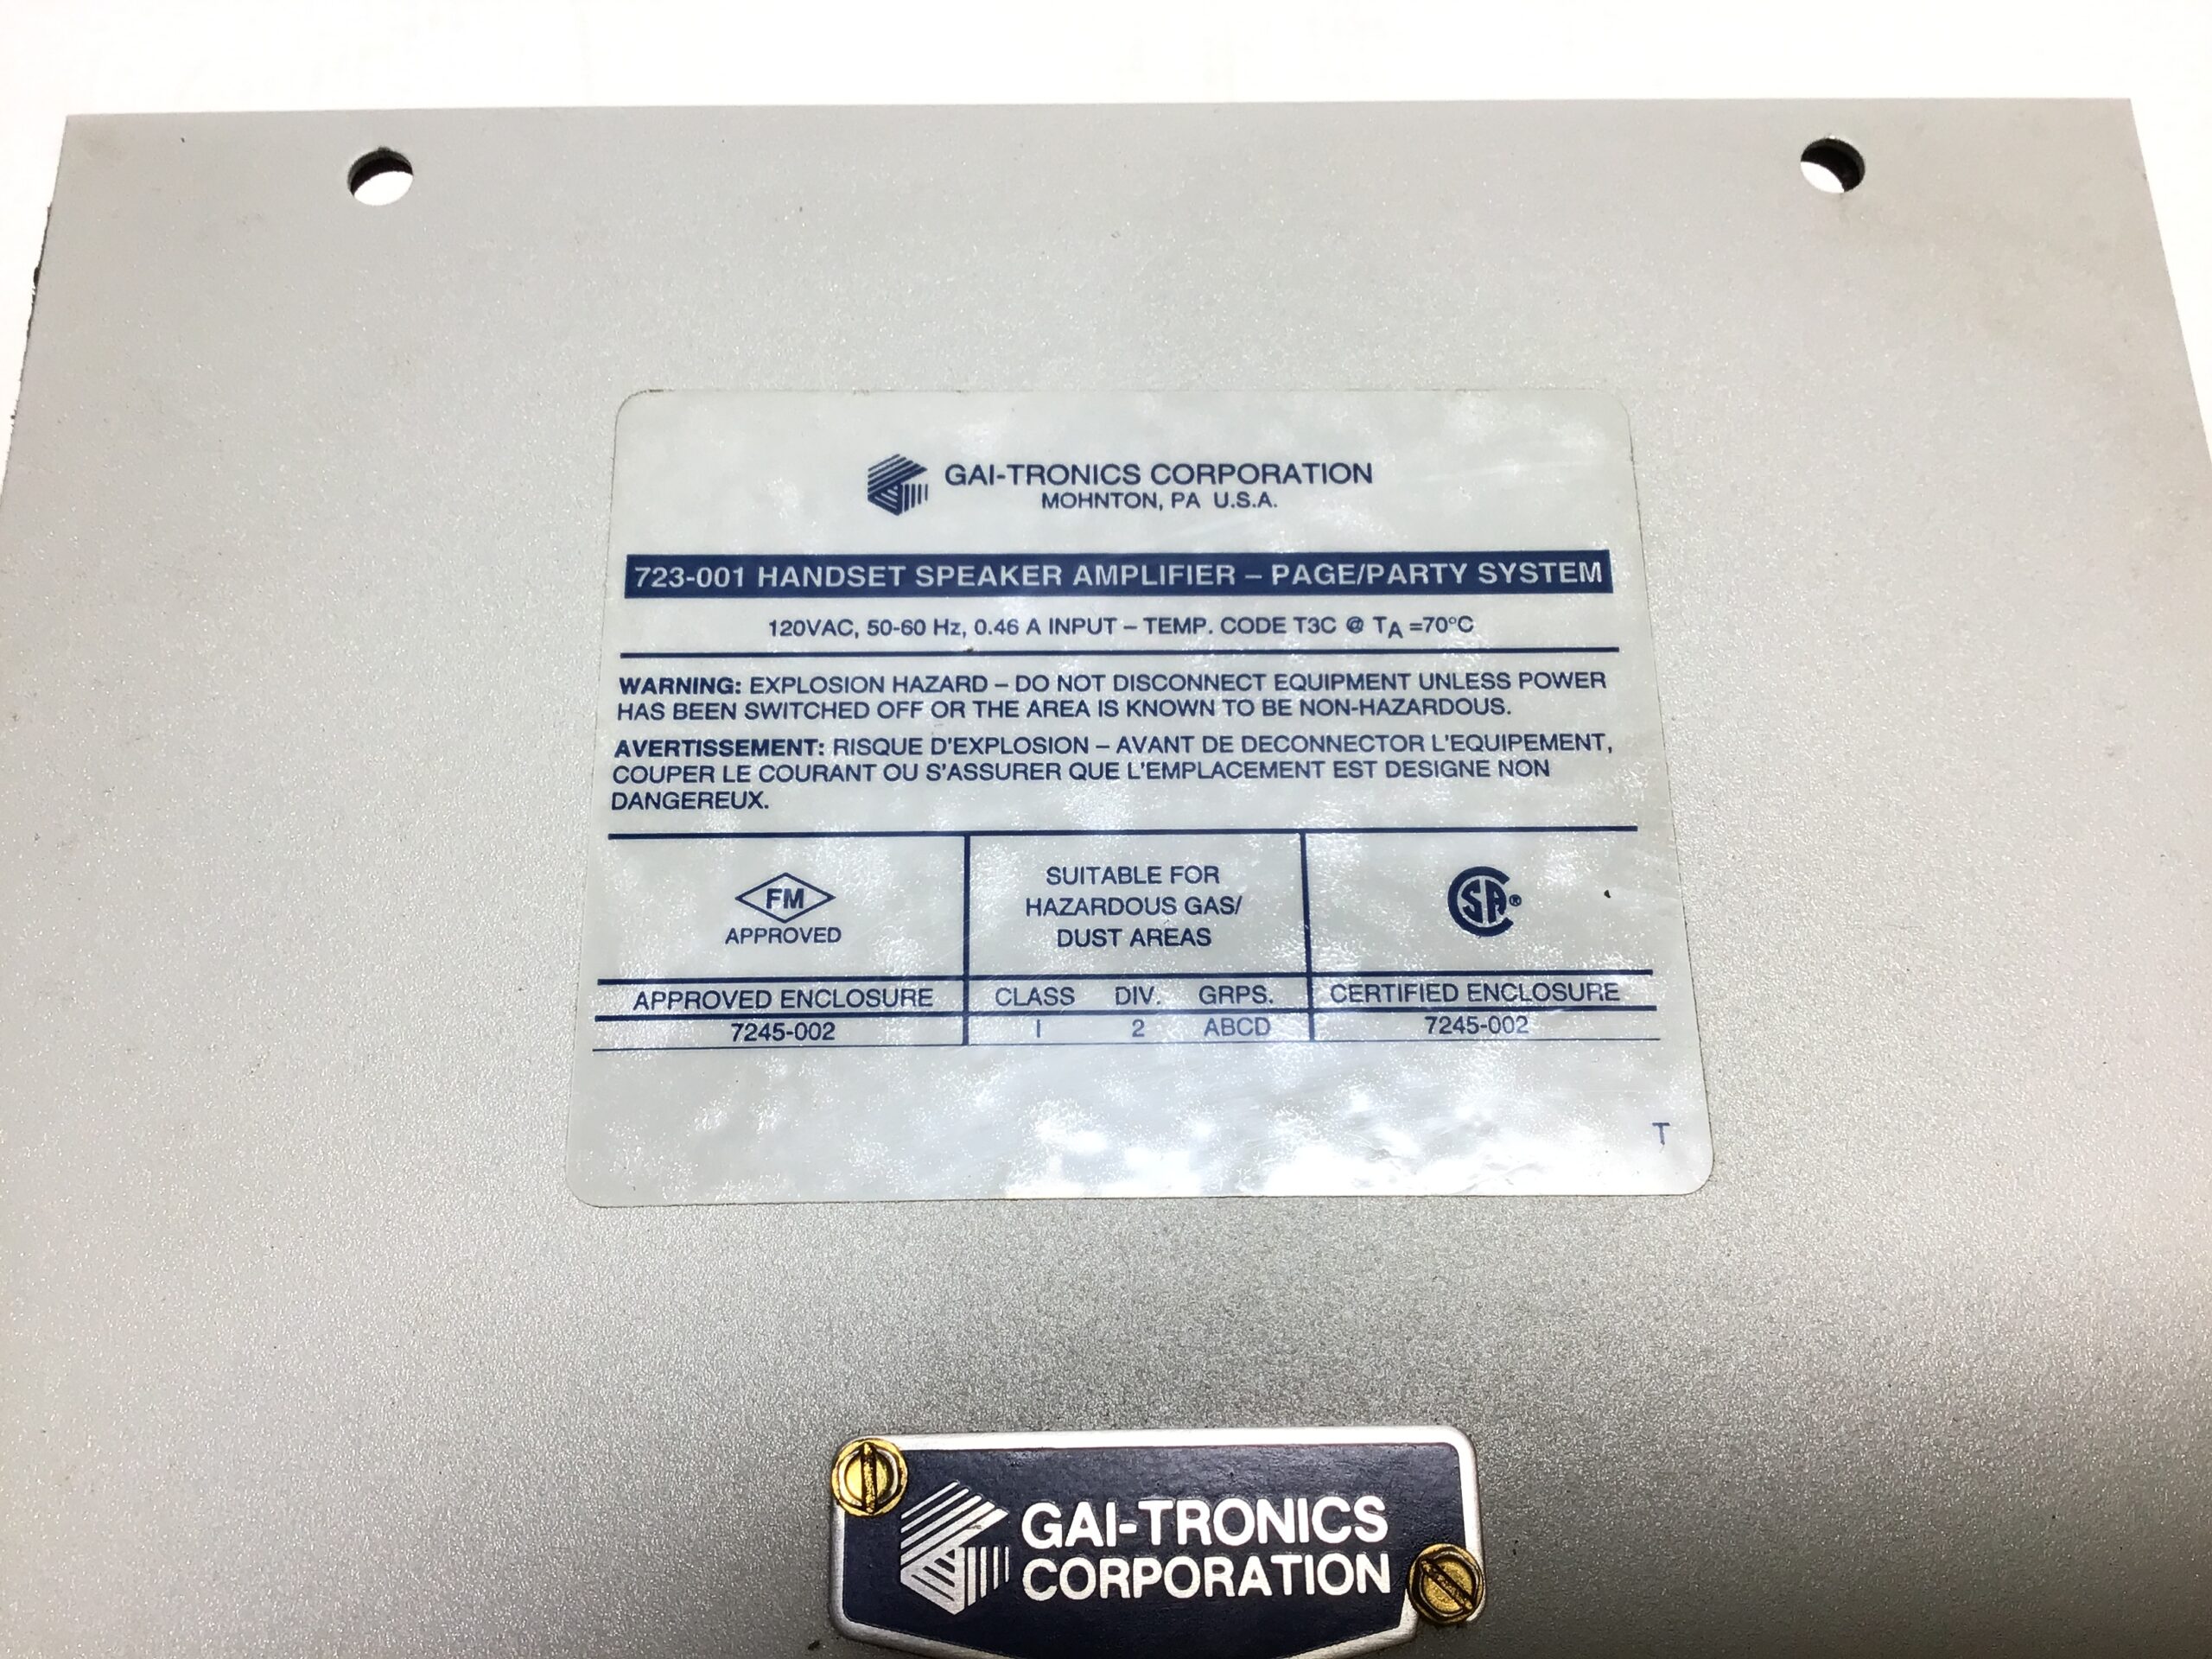 GAI-TRONICS CORPORATION
MOHNTON, PA U.S.A.
723-001 HANDSET SPEAKER AMPLIFIER – PAGE/PARTY SYSTEM
120VAC, 50-60 Hz, 0.46 A INPUT – TEMP. CODE T3C @ TA =70°C
WARNING: EXPLOSION HAZARD – DO NOT DISCONNECT EQUIPMENT UNLESS POWER
HAS BEEN SWITCHED OFF OR THE AREA IS KNOWN TO BE NON-HAZARDOUS.
AVERTISSEMENT: RISQUE D'EXPLOSION – AVANT DE DECONNECTOR L'EQUIPEMENT,
COUPER LE COURANT OU S'ASSURER QUE L'EMPLACEMENT EST DESIGNE NON
DANGEREUX.
FM
APPROVED
SUITABLE FOR
HAZARDOUS GAS/
DUST AREAS
SA®
APPROVED ENCLOSURE CLASS DIV. GRPS. CERTIFIED ENCLOSURE
7245-002 I 2 ABCD 7245-002
T
GAI-TRONICS
CORPORATION